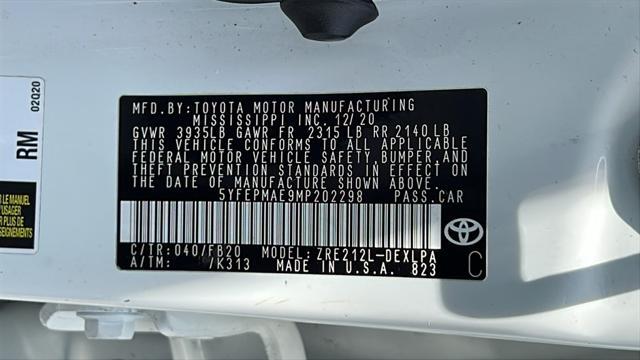 MFD.BY:TOYOTA MOTOR MANUFACTURING
MISSISSIPPI INC. 12/20
GVWR 3935LB GAWR FR 2315LB RR 2140LB
THIS VEHICLE CONFORMS TO ALL APPLICABLE
FEDERAL MOTOR VEHICLE SAFETY,BUMPER,AND
THEFT PREVENTION STANDARDS IN EFFECT ON
THE DATE OF MANUFACTURE SHOWN ABOVE.
5YFEPMAE9MP202298 PASS.CAR
C/TR:040/FB20 MODEL:ZRE212L-DEXLPA
A/TM: /K313 MADE IN U.S.A. 823
C
RM
02Q20
D'USAGER